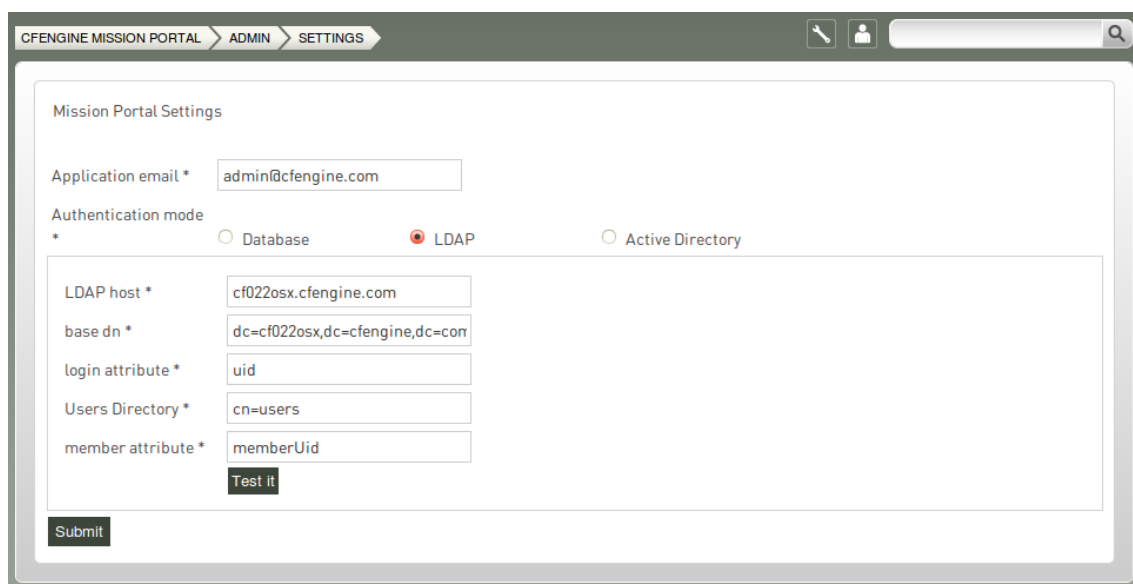 CFENGINE MISSION PORTAL ADMIN SETTINGS
Mission Portal Settings
Application email * admin@cfengine.com
Authentication mode
* Database LDAP Active Directory
LDAP host * cf022osx.cfengine.com
base dn * dc=cf022osx,dc=cfengine,dc=com
login attribute * uid
Users Directory * cn=users
member attribute * memberUid
Test it
Submit